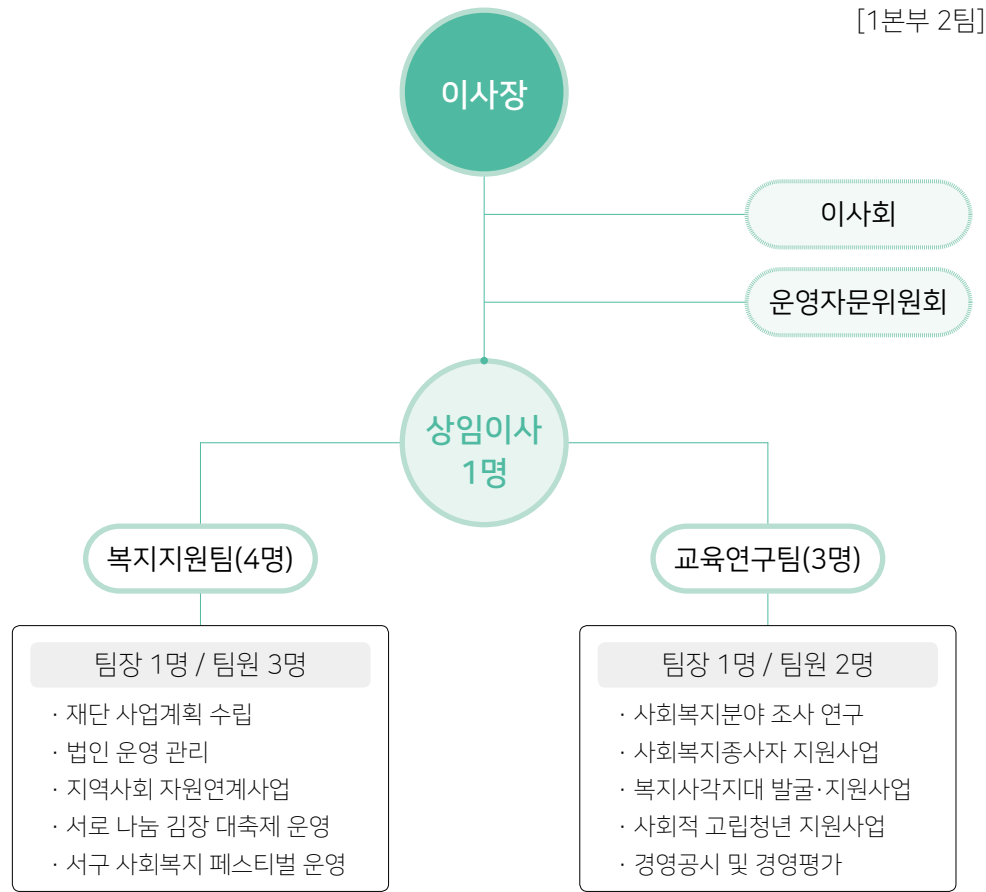 [1본부 2팀]
이사장
이사회
운영자문위원회
상임이사
1명
복지지원팀(4명)
팀장 1명 / 팀원 3명
· 재단 사업계획 수립
· 법인 운영 관리
· 지역사회 자원연계사업
· 서로 나눔 김장 대축제 운영
· 서구 사회복지 페스티벌 운영
교육연구팀(3명)
팀장 1명 / 팀원 2명
· 사회복지분야 조사 연구
· 사회복지종사자 지원사업
· 복지사각지대 발굴·지원사업
· 사회적 고립청년 지원사업
· 경영공시 및 경영평가